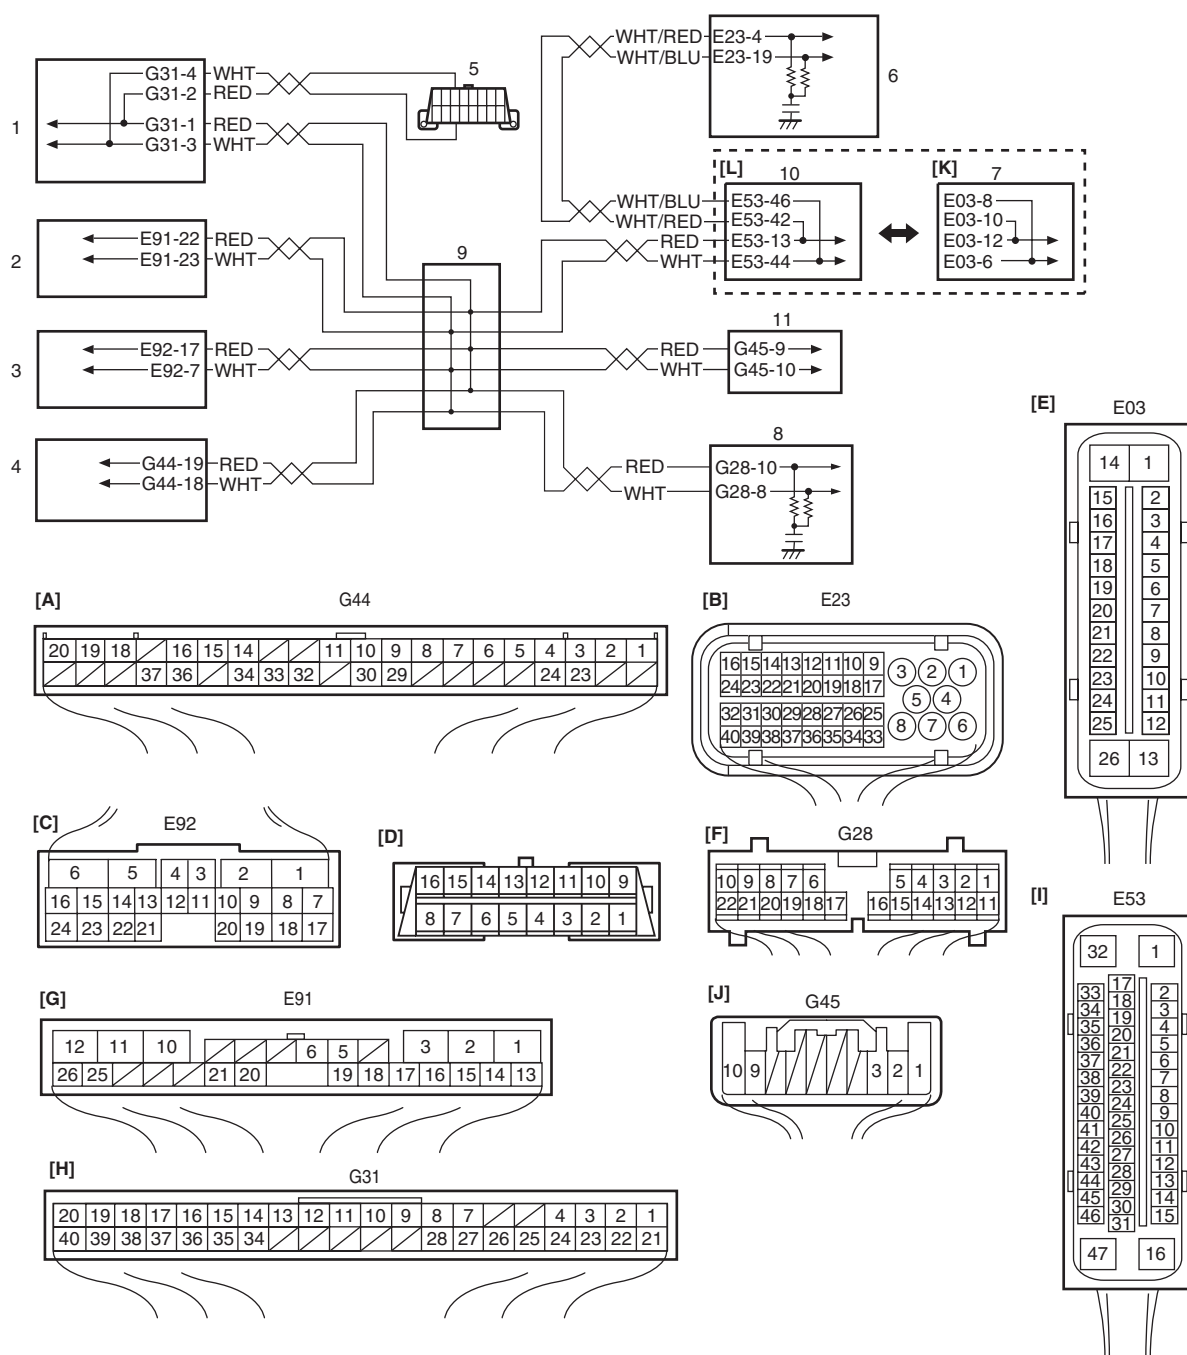 1
G31-4 WHT
G31-2 RED
G31-1 RED
G31-3 WHT
5
WHT/RED E23-4
WHT/BLU E23-19
6
2
E91-22 RED
E91-23 WHT
9
[L] 10
WHT/BLU E53-46
WHT/RED E53-42
RED E53-13
WHT E53-44
[K] 7
E03-8
E03-10
E03-12
E03-6
3
E92-17 RED
E92-7 WHT
11
RED G45-9
WHT G45-10
4
G44-19 RED
G44-18 WHT
8
RED G28-10
WHT G28-8
[A] G44
20 19 18 16 15 14 11 10 9 8 7 6 5 4 3 2 1
37 36 34 33 32 30 29 24 23
[B] E23
16 15 14 13 12 11 10 9
24 23 22 21 20 19 18 17
32 31 30 29 28 27 26 25
40 39 38 37 36 35 34 33
3 2 1
5 4
8 7 6
[E] E03
14 1
15 2
16 3
17 4
18 5
19 6
20 7
21 8
22 9
23 10
24 11
25 12
26 13
[C] E92
6 5 4 3 2 1
16 15 14 13 12 11 10 9 8 7
24 23 22 21 20 19 18 17
[D]
16 15 14 13 12 11 10 9
8 7 6 5 4 3 2 1
[F] G28
10 9 8 7 6 5 4 3 2 1
22 21 20 19 18 17 16 15 14 13 12 11
[G] E91
12 11 10 6 5 3 2 1
26 25 21 20 19 18 17 16 15 14 13
[J] G45
10 9 3 2 1
[H] G31
20 19 18 17 16 15 14 13 12 11 10 9 8 7 4 3 2 1
40 39 38 37 36 35 34 28 27 26 25 24 23 22 21
[I] E53
32 1
33 34 35 36 37 38 39 40 41 42 43 44 45 46
17 18 19 20 21 22 23 24 25 26 27 28 29 30 31
2 3 4 5 6 7 8 9 10 11 12 13 14 15
47 16